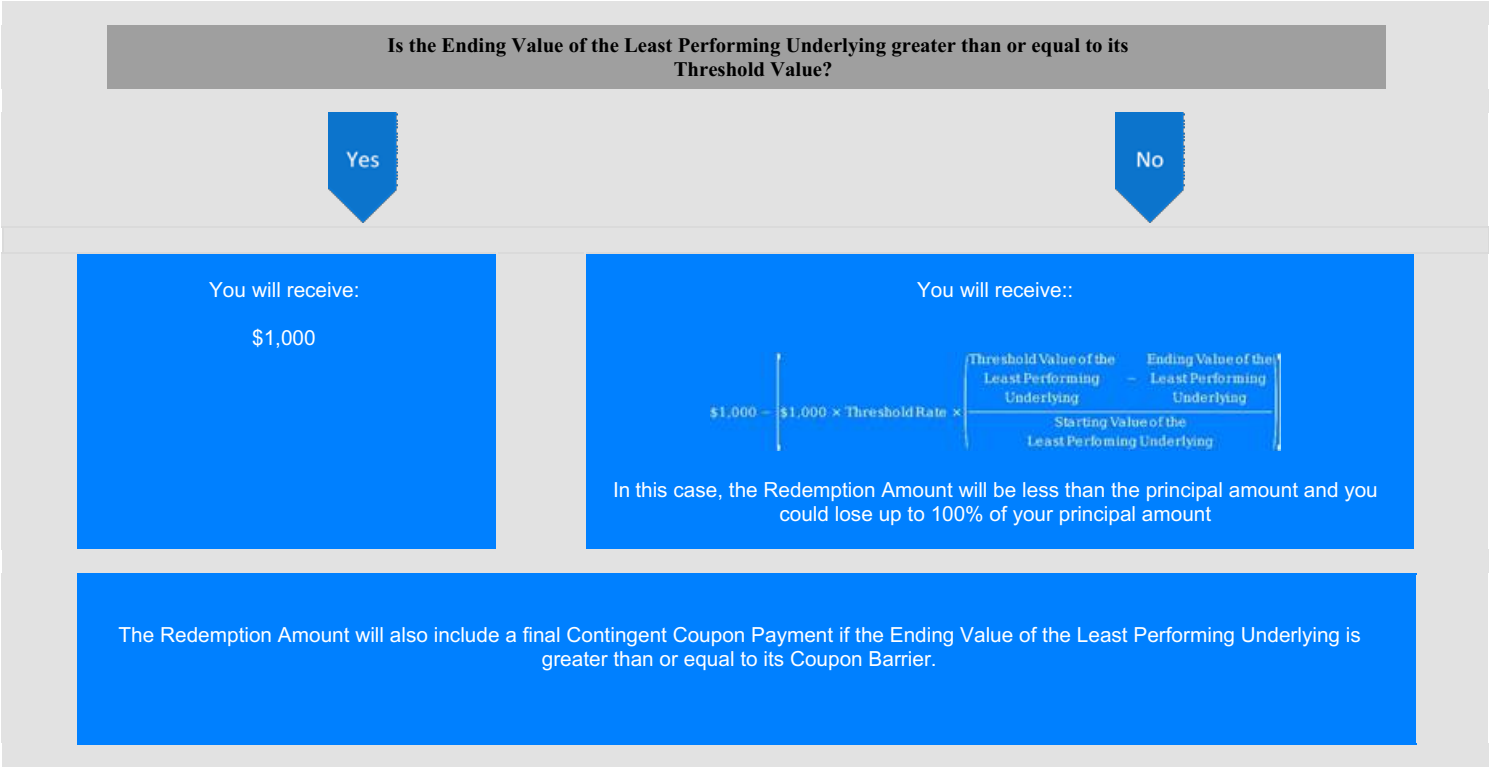 Is the Ending Value of the Least Performing Underlying greater than or equal to its
Threshold Value?
Yes
No
You will receive:
$1,000
You will receive::
$1,000 − [$1,000 × Threshold Rate × (
Threshold Value of the
Least Performing
Underlying
−
Ending Value of the
Least Performing
Underlying
Starting Value of the
Least Perfoming Underlying
)]
In this case, the Redemption Amount will be less than the principal amount and you
could lose up to 100% of your principal amount
The Redemption Amount will also include a final Contingent Coupon Payment if the Ending Value of the Least Performing Underlying is
greater than or equal to its Coupon Barrier.